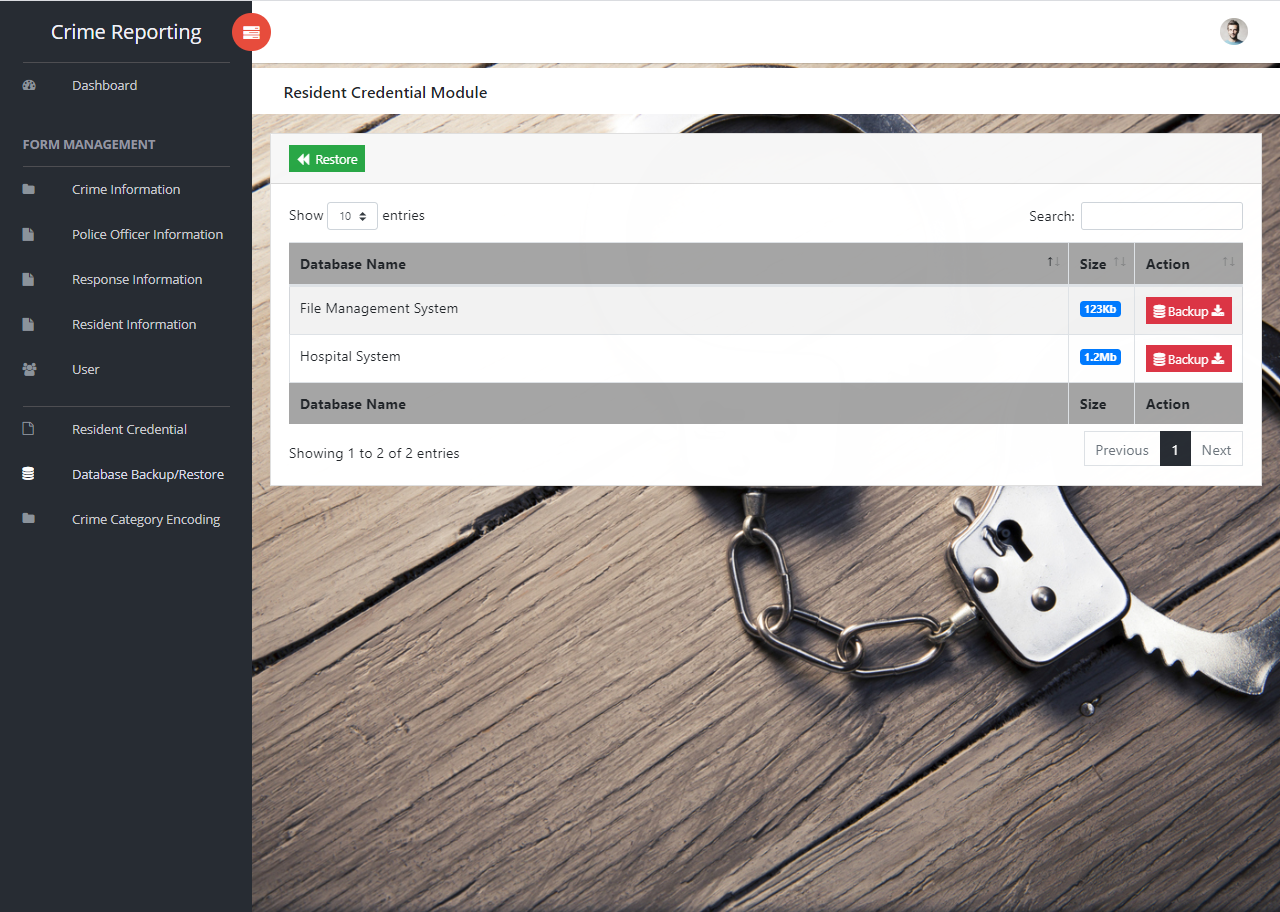 Crime Reporting
Dashboard
FORM MANAGEMENT
Crime Information
Police Officer Information
Response Information
Resident Information
User
Resident Credential
Database Backup/Restore
Crime Category Encoding
Resident Credential Module
Restore
Show 10 entries Search:
Database Name Size Action
File Management System 123Kb Backup
Hospital System 1.2Mb Backup
Database Name Size Action
Showing 1 to 2 of 2 entries Previous 1 Next